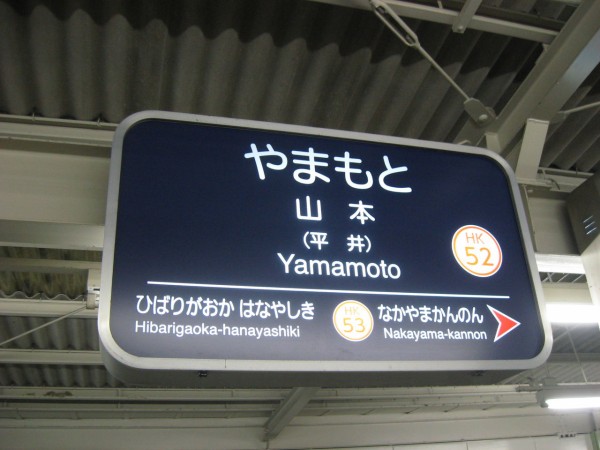 やまもと
山本
（平井）
Yamamoto
HK
52
ひばりがおか はなやしき
Hibarigaoka-hanayashiki
HK
53
なかやまかんのん
Nakayama-kannon